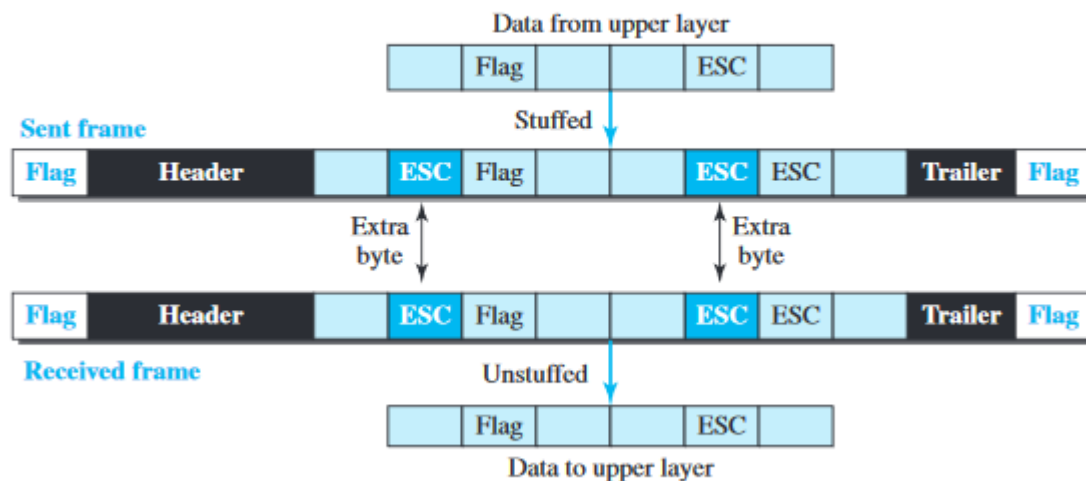 Data from upper layer
Flag ESC
Stuffed
Sent frame
Flag Header ESC Flag ESC ESC Trailer Flag
Extra byte
Extra byte
Flag Header ESC Flag ESC ESC Trailer Flag
Received frame
Unstuffed
Flag ESC
Data to upper layer